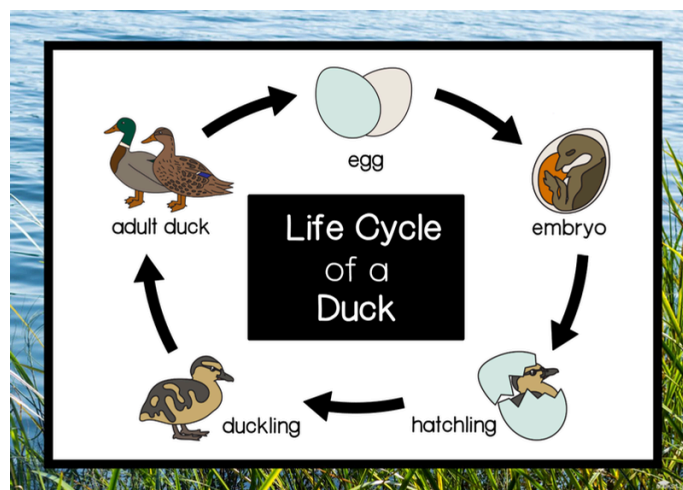 egg
adult duck
embryo
Life Cycle
of a
Duck
duckling
hatchling